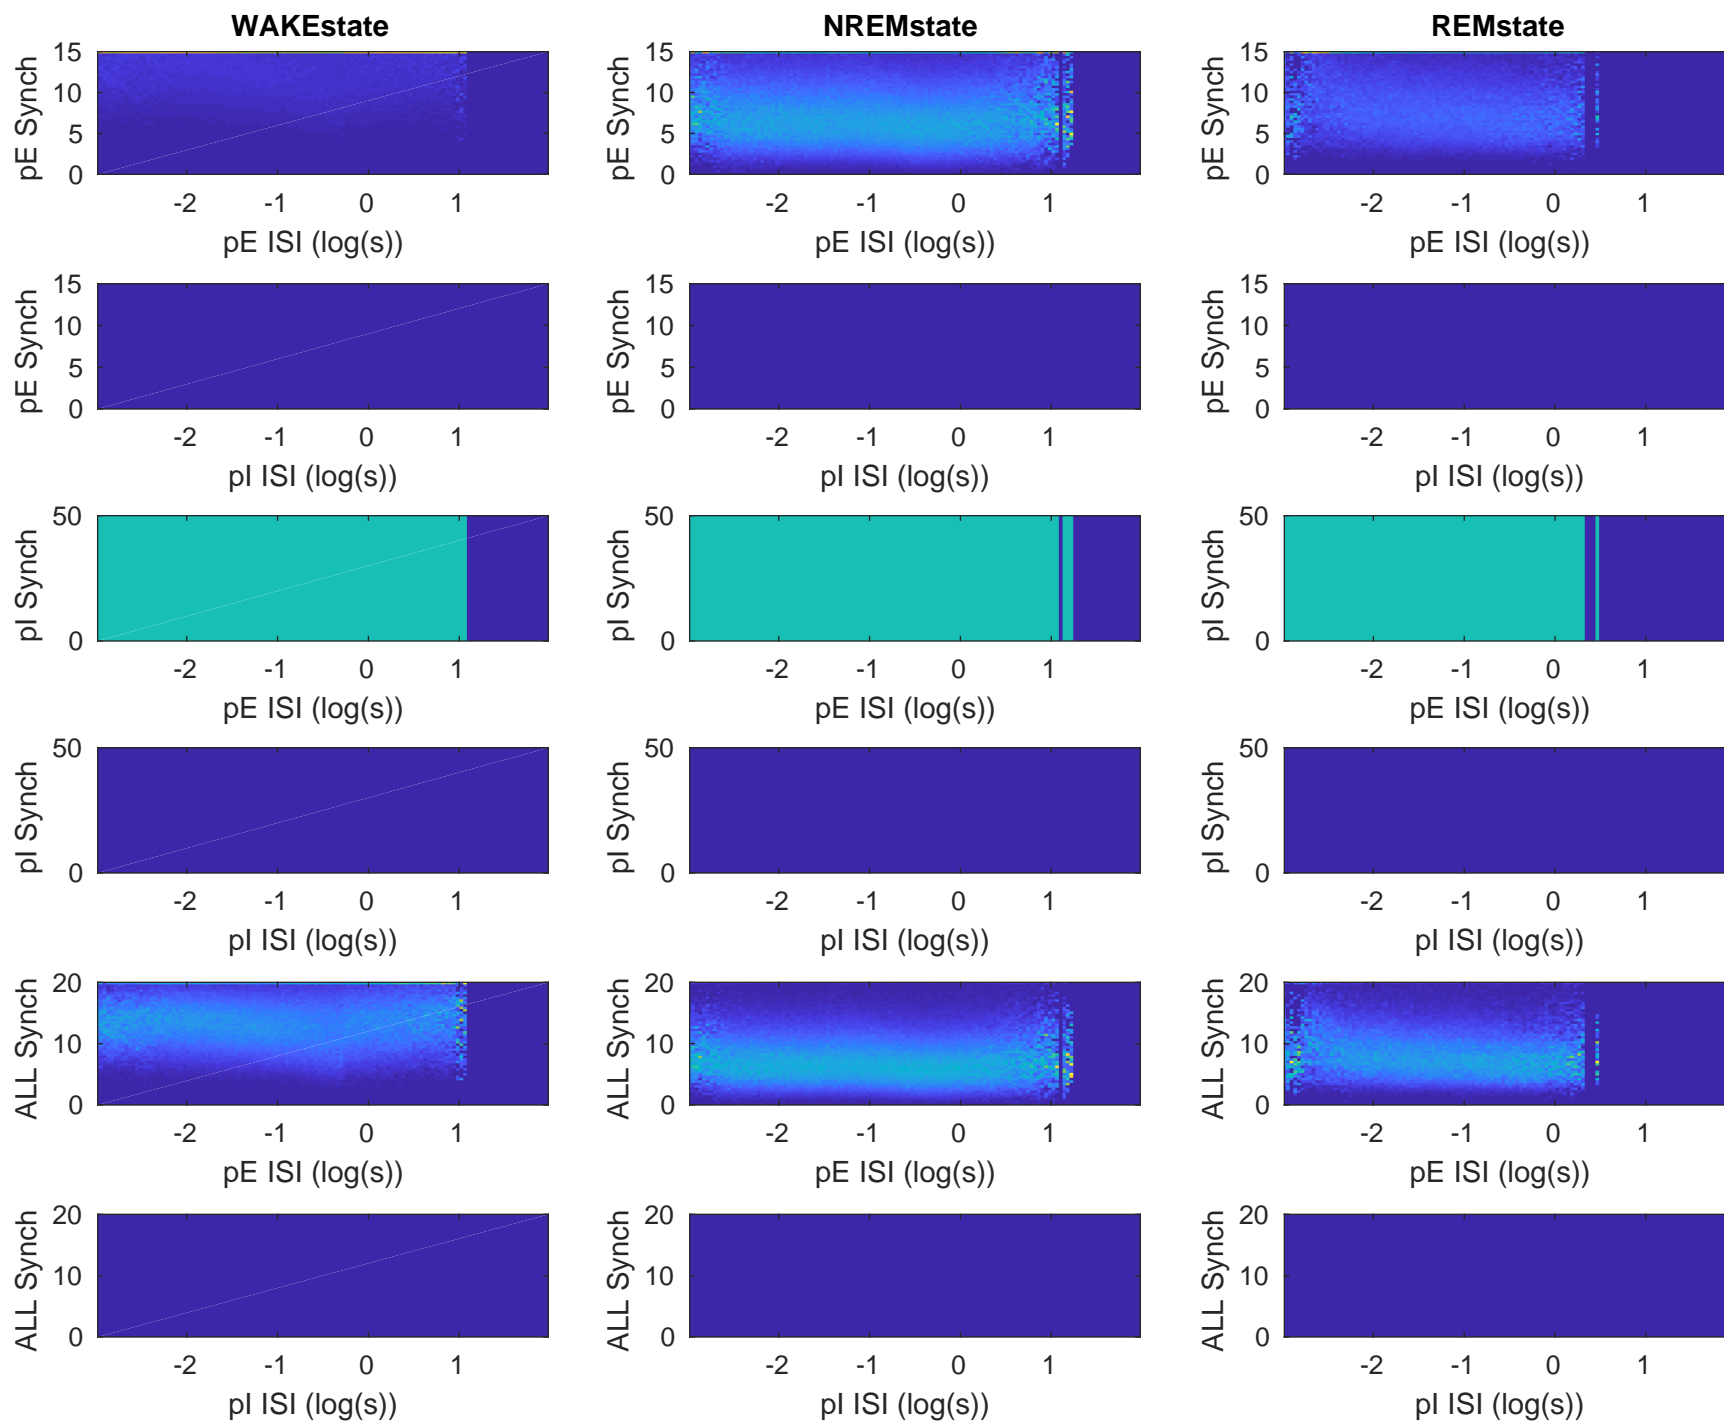 WAKEstate NREMstate REMstate
15 15 15
10 10 10
5 5 5
0 0 0
pE Synch pE Synch pE Synch
-2 -1 0 1 -2 -1 0 1 -2 -1 0 1
pE ISI (log(s)) pE ISI (log(s)) pE ISI (log(s))
15 15 15
10 10 10
5 5 5
0 0 0
pE Synch pE Synch pE Synch
-2 -1 0 1 -2 -1 0 1 -2 -1 0 1
pI ISI (log(s)) pI ISI (log(s)) pI ISI (log(s))
50 50 50
0 0 0
pI Synch pI Synch pI Synch
-2 -1 0 1 -2 -1 0 1 -2 -1 0 1
pE ISI (log(s)) pE ISI (log(s)) pE ISI (log(s))
50 50 50
0 0 0
pI Synch pI Synch pI Synch
-2 -1 0 1 -2 -1 0 1 -2 -1 0 1
pI ISI (log(s)) pI ISI (log(s)) pI ISI (log(s))
20 20 20
10 10 10
0 0 0
ALL Synch ALL Synch ALL Synch
-2 -1 0 1 -2 -1 0 1 -2 -1 0 1
pE ISI (log(s)) pE ISI (log(s)) pE ISI (log(s))
20 20 20
10 10 10
0 0 0
ALL Synch ALL Synch ALL Synch
-2 -1 0 1 -2 -1 0 1 -2 -1 0 1
pI ISI (log(s)) pI ISI (log(s)) pI ISI (log(s))